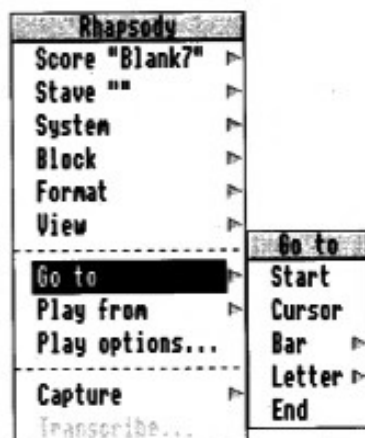 Rhapsody
Score "Blank7"
Stave ""
System
Block
Format
View
Go to
Play from
Play options...
Capture
Transcribe...
Go to
Start
Cursor
Bar
Letter
End